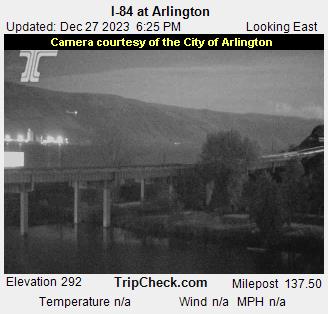 I-84 at Arlington
Updated: Dec 27 2023 6:25 PM Looking East
Camera courtesy of the City of Arlington
Elevation 292 TripCheck.com Milepost 137.50
Temperature n/a Wind n/a MPH n/a